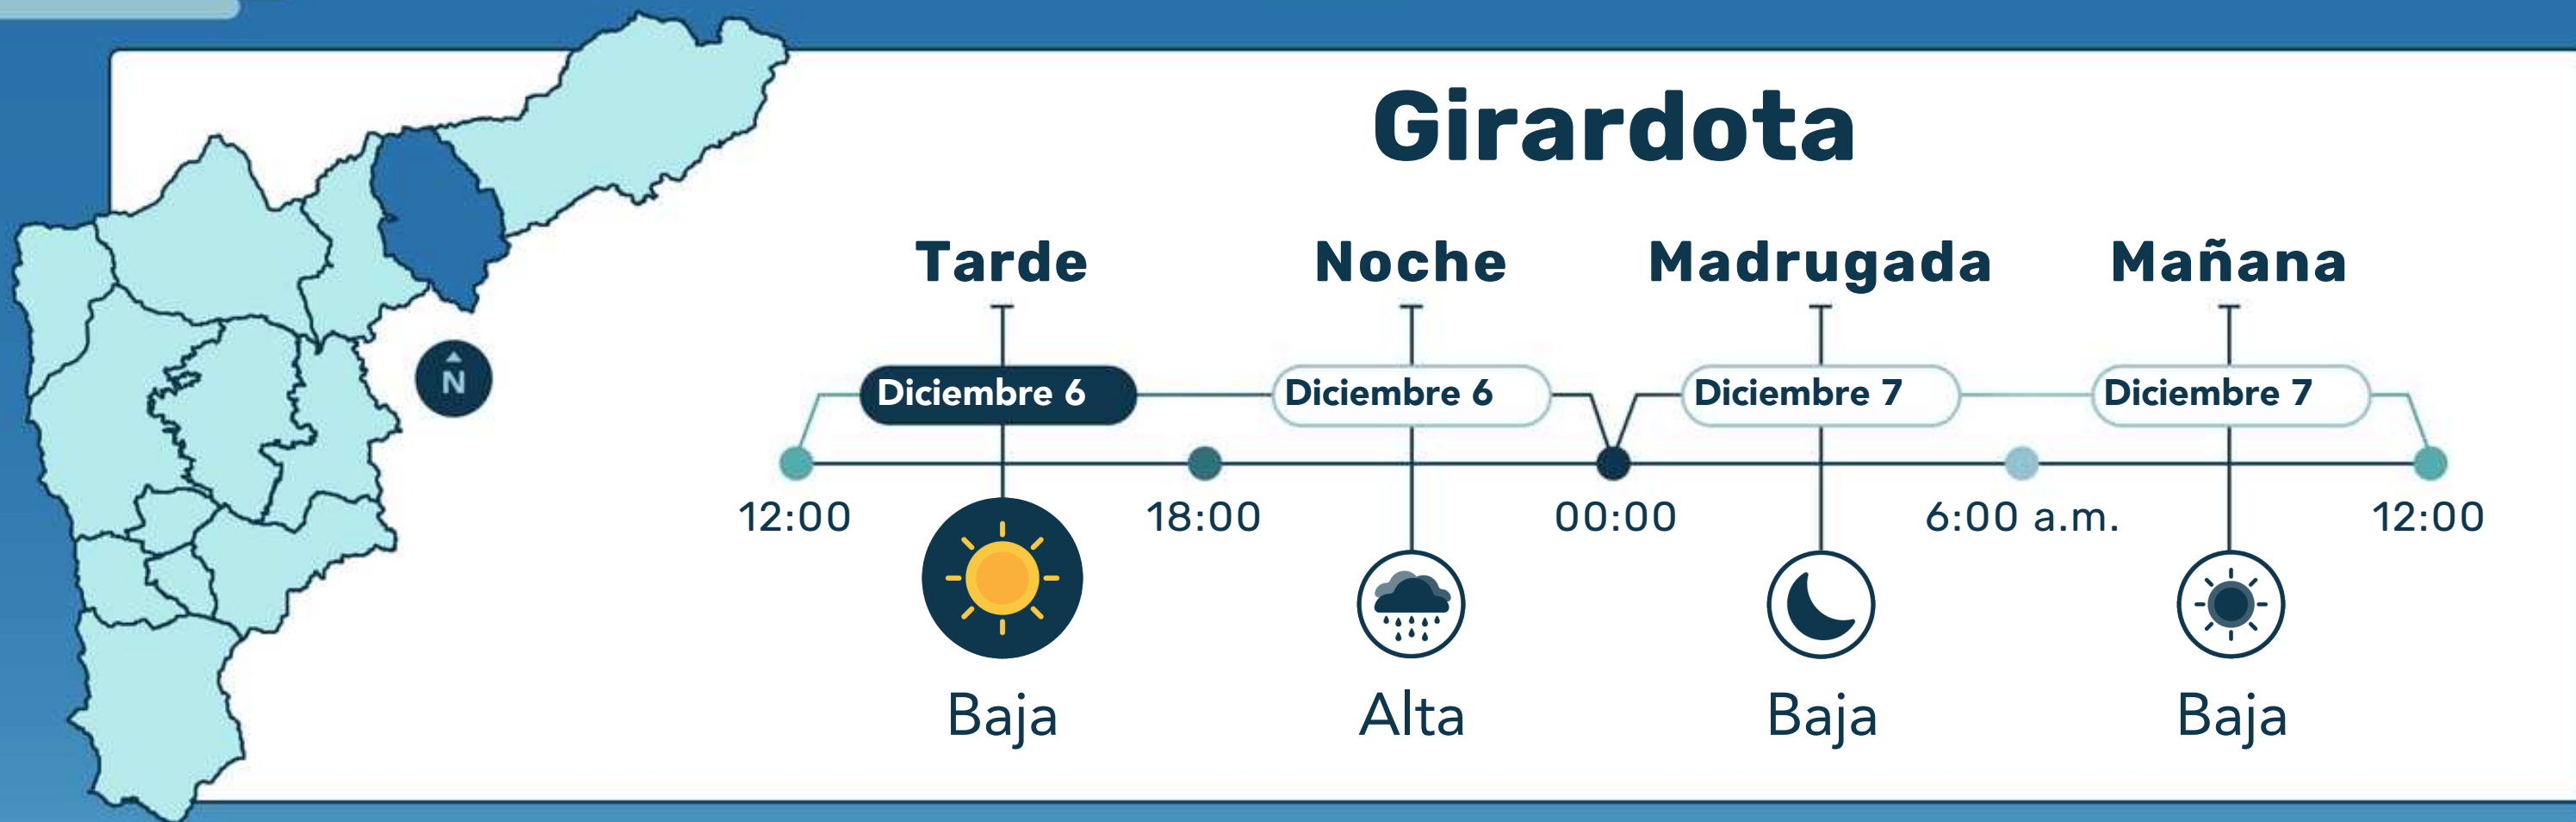 Girardota
Tarde Noche Madrugada Mañana
Diciembre 6 Diciembre 6 Diciembre 7 Diciembre 7
N
12:00 18:00 00:00 6:00 a.m. 12:00
Baja Alta Baja Baja